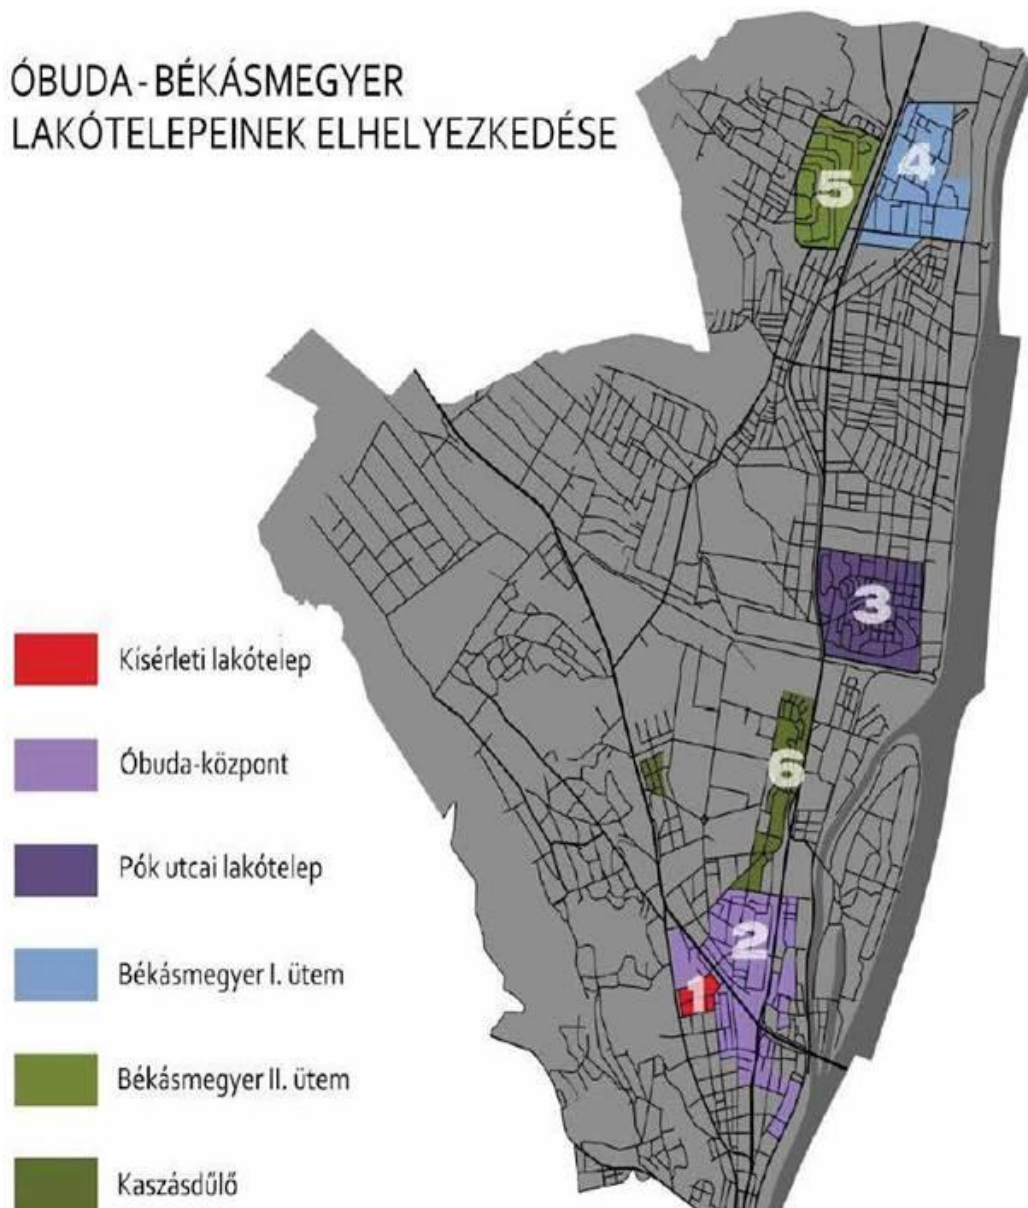 ÓBUDA - BÉKÁSMEGYER
LAKÓTELEPEINEK ELHELYEZKEDÉSE
5
4
3
6
2
1
Kísérleti lakótelep
Óbuda-központ
Pók utcai lakótelep
Békásmegyer I. ütem
Békásmegyer II. ütem
Kaszásdűlő